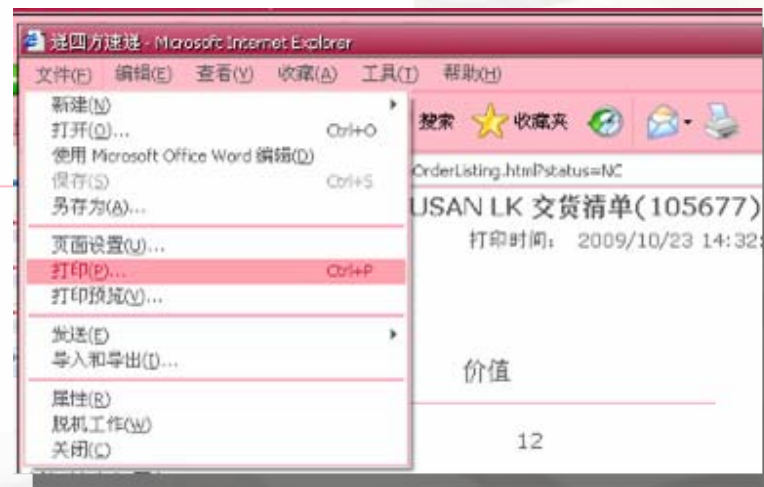 递四方速递 - Microsoft Internet Explorer
文件(F) 编辑(E) 查看(V) 收藏(A) 工具(T) 帮助(H)
新建(N)
打开(O)... Ctrl+O
使用 Microsoft Office Word 编辑(D)
保存(S) Ctrl+S
另存为(A)...
页面设置(U)...
打印(P)... Ctrl+P
打印预览(V)...
发送(E)
导入和导出(I)...
属性(R)
脱机工作(W)
关闭(C)
搜索 收藏夹
OrderListing.html?status=NC
USAN LK 交货清单(105677)
打印时间: 2009/10/23 14:32:
价值
12